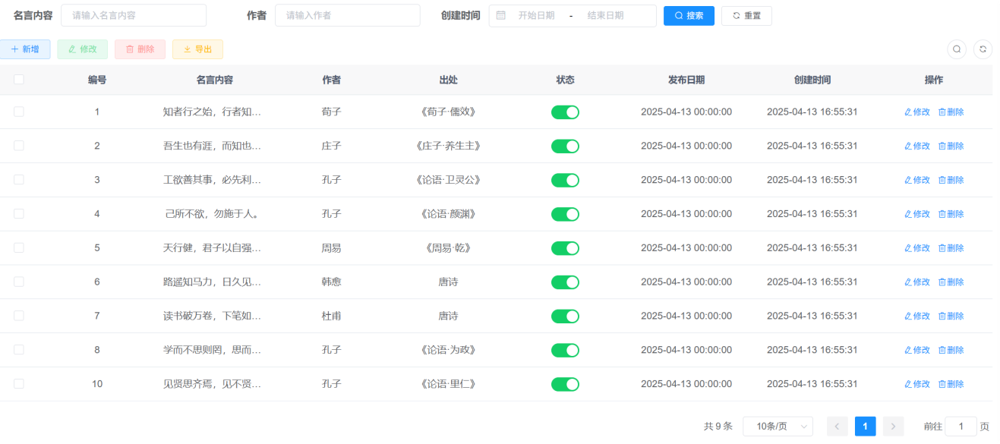 名言内容 请输入名言内容 作者 请输入作者 创建时间 开始日期 - 结束日期 搜索 重置
新增 修改 删除 导出
编号 名言内容 作者 出处 状态 发布日期 创建时间 操作
1 知者行之始，行者知... 荀子 《荀子·儒效》 2025-04-13 00:00:00 2025-04-13 16:55:31 修改 删除
2 吾生也有涯，而知也... 庄子 《庄子·养生主》 2025-04-13 00:00:00 2025-04-13 16:55:31 修改 删除
3 工欲善其事，必先利... 孔子 《论语·卫灵公》 2025-04-13 00:00:00 2025-04-13 16:55:31 修改 删除
4 己所不欲，勿施于人。 孔子 《论语·颜渊》 2025-04-13 00:00:00 2025-04-13 16:55:31 修改 删除
5 天行健，君子以自强... 周易 《周易·乾》 2025-04-13 00:00:00 2025-04-13 16:55:31 修改 删除
6 路遥知马力，日久见... 韩愈 唐诗 2025-04-13 00:00:00 2025-04-13 16:55:31 修改 删除
7 读书破万卷，下笔如... 杜甫 唐诗 2025-04-13 00:00:00 2025-04-13 16:55:31 修改 删除
8 学而不思则罔，思而... 孔子 《论语·为政》 2025-04-13 00:00:00 2025-04-13 16:55:31 修改 删除
10 见贤思齐焉，见不贤... 孔子 《论语·里仁》 2025-04-13 00:00:00 2025-04-13 16:55:31 修改 删除
共 9 条 10条/页 1 前往 1 页